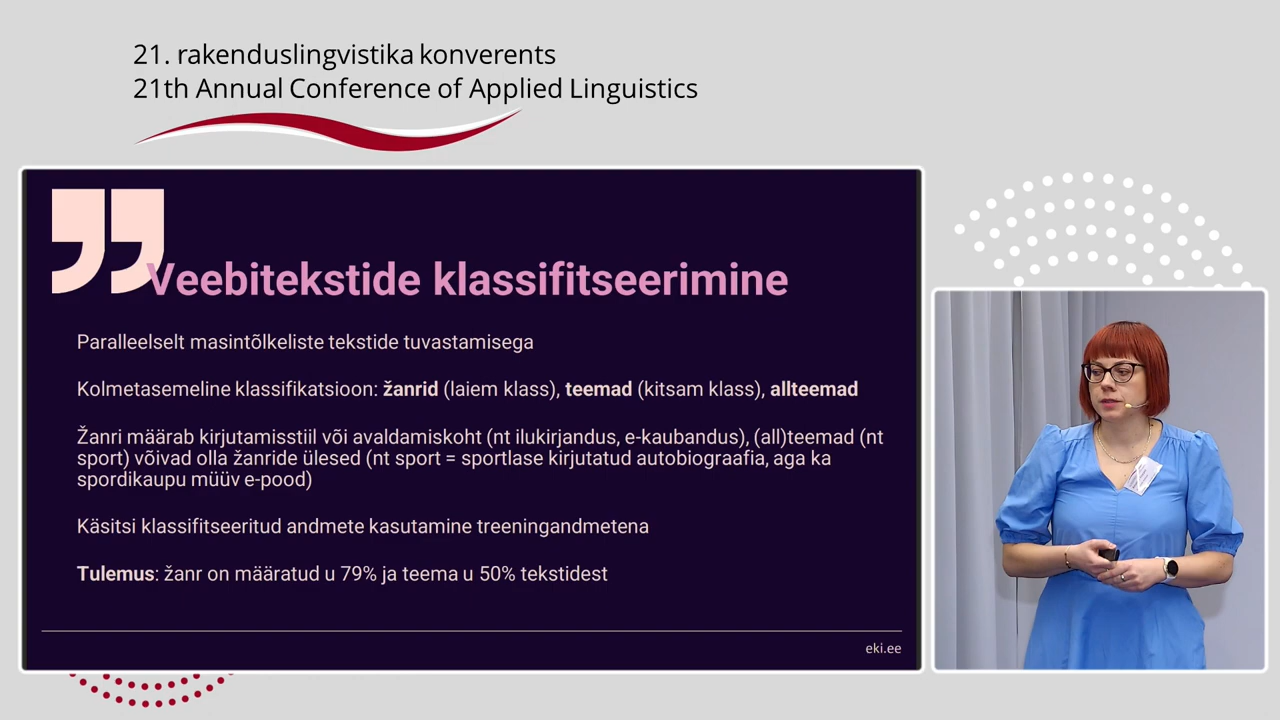 21. rakenduslingvistika konverents
21th Annual Conference of Applied Linguistics
Veebitekstide klassifitseerimine
Paralleelselt masintõlkeliste tekstide tuvastamisega
Kolmetasemeline klassifikatsioon: žanrid (laiem klass), teemad (kitsam klass), allteemad
Žanri määrab kirjutamisstiil või avaldamiskoht (nt ilukirjandus, e-kaubandus), (all)teemad (nt
sport) võivad olla žanride ülesed (nt sport = sportlase kirjutatud autobiograafia, aga ka
spordikaupu müüv e-pood)
Käsitsi klassifitseeritud andmete kasutamine treeningandmetena
Tulemus: žanr on määratud u 79% ja teema u 50% tekstidest
eki.ee